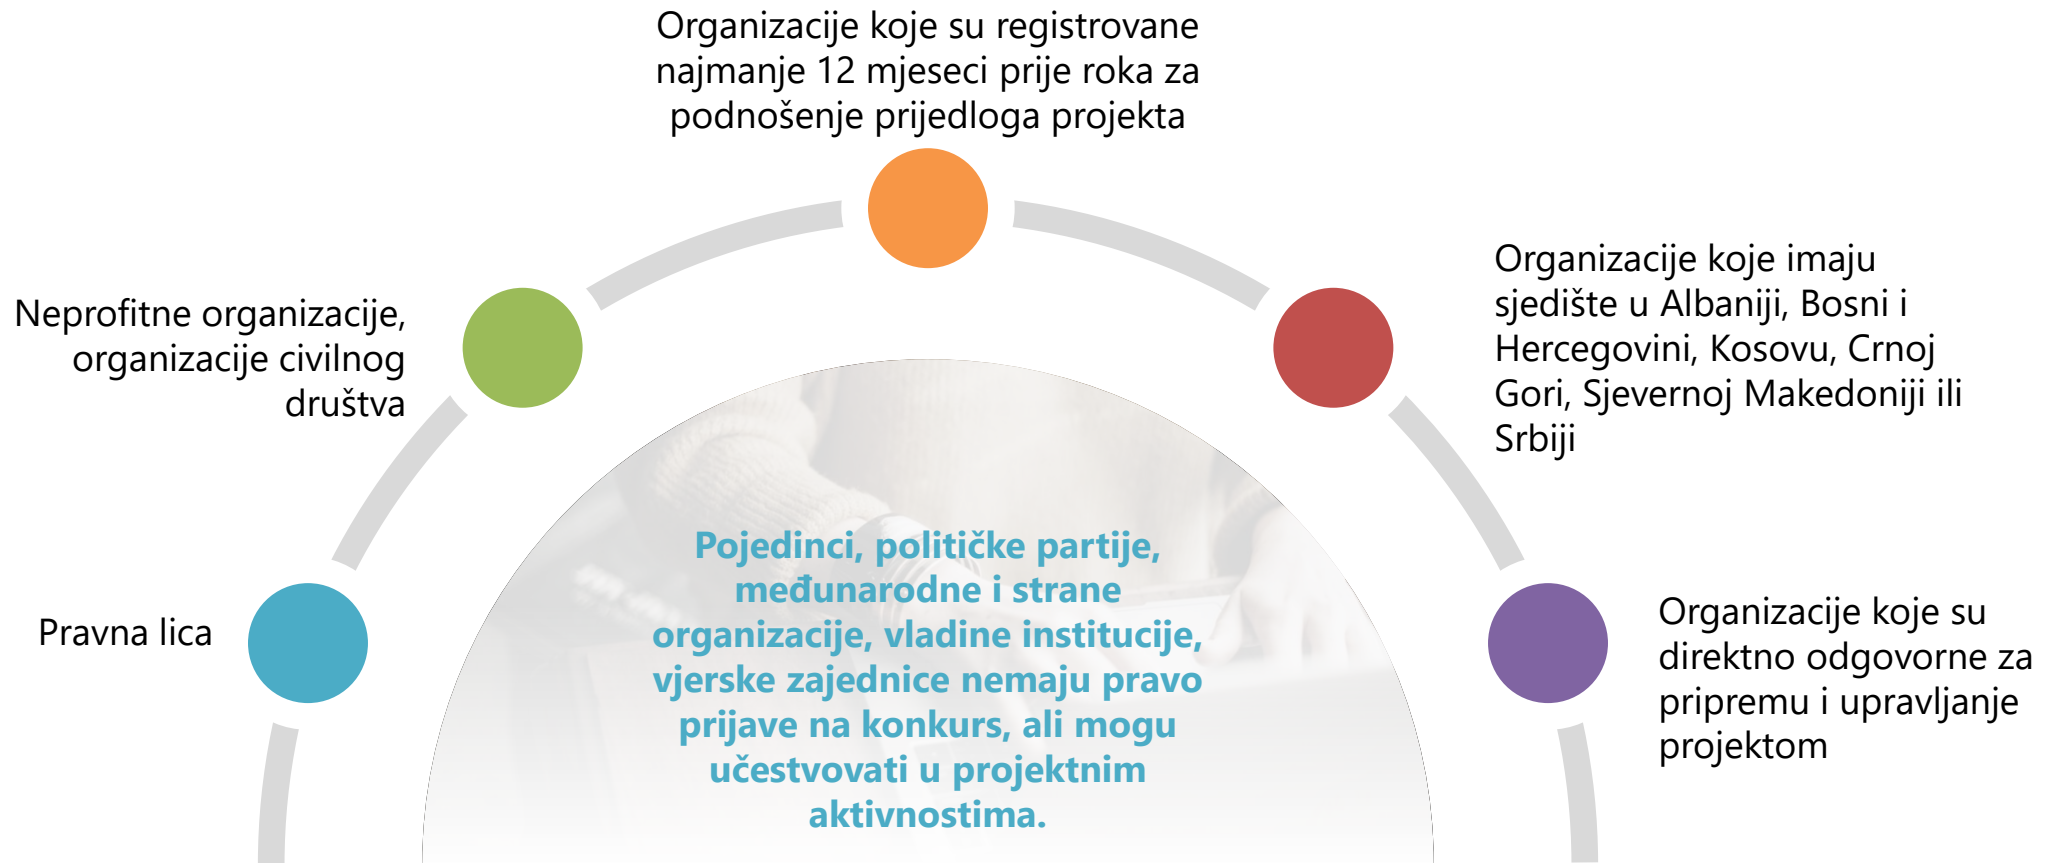 Organizacije koje su registrovane
najmanje 12 mjeseci prije roka za
podnošenje prijedloga projekta
Neprofitne organizacije,
organizacije civilnog
društva
Organizacije koje imaju
sjedište u Albaniji, Bosni i
Hercegovini, Kosovu, Crnoj
Gori, Sjevernoj Makedoniji ili
Srbiji
Pravna lica
Pojedinci, političke partije,
međunarodne i strane
organizacije, vladine institucije,
vjerske zajednice nemaju pravo
prijave na konkurs, ali mogu
učestvovati u projektnim
aktivnostima.
Organizacije koje su
direktno odgovorne za
pripremu i upravljanje
projektom